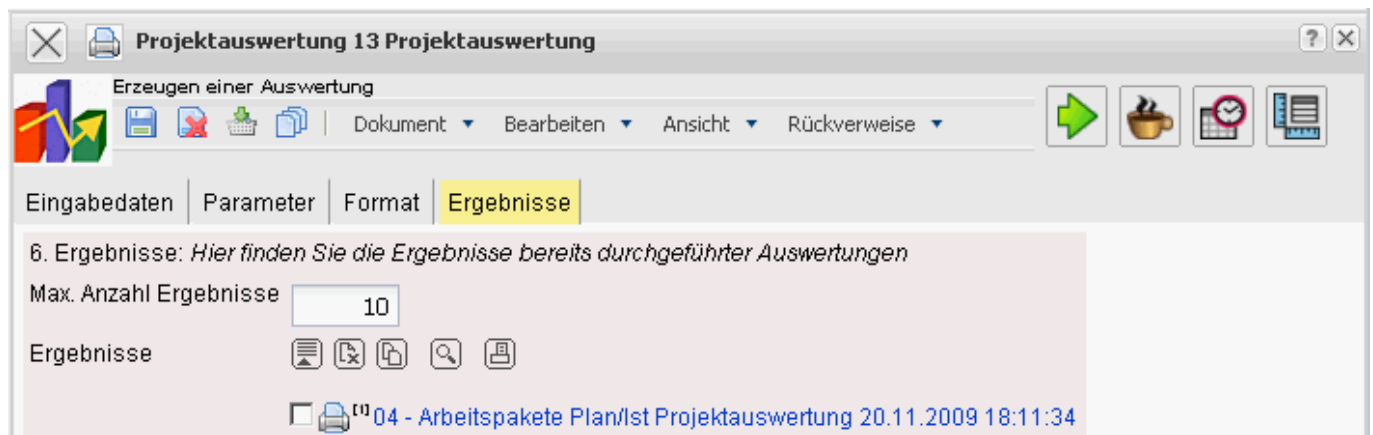 Projektauswertung 13 Projektauswertung
?
Erzeugen einer Auswertung
Dokument Bearbeiten Ansicht Rückverweise
Eingabedaten Parameter Format Ergebnisse
6. Ergebnisse: Hier finden Sie die Ergebnisse bereits durchgeführter Auswertungen
Max. Anzahl Ergebnisse 10
Ergebnisse
[1] 04 - Arbeitspakete Plan/Ist Projektauswertung 20.11.2009 18:11:34